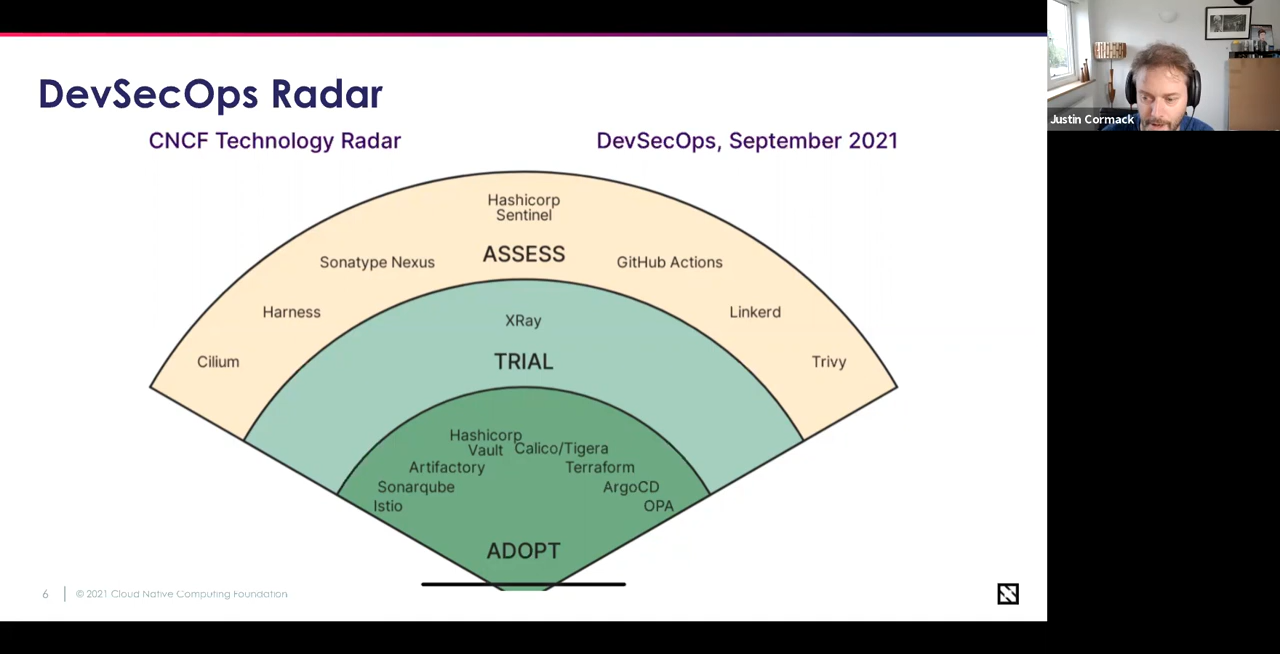 DevSecOps Radar
CNCF Technology Radar
DevSecOps, September 2021
Hashicorp
Sentinel
ASSESS
Sonatype Nexus
GitHub Actions
Harness
Linkerd
Cilium
Trivy
XRay
TRIAL
Hashicorp
Vault
Calico/Tigera
Artifactory
Terraform
Sonarqube
ArgoCD
Istio
OPA
ADOPT
6
© 2021 Cloud Native Computing Foundation
Justin Cormack